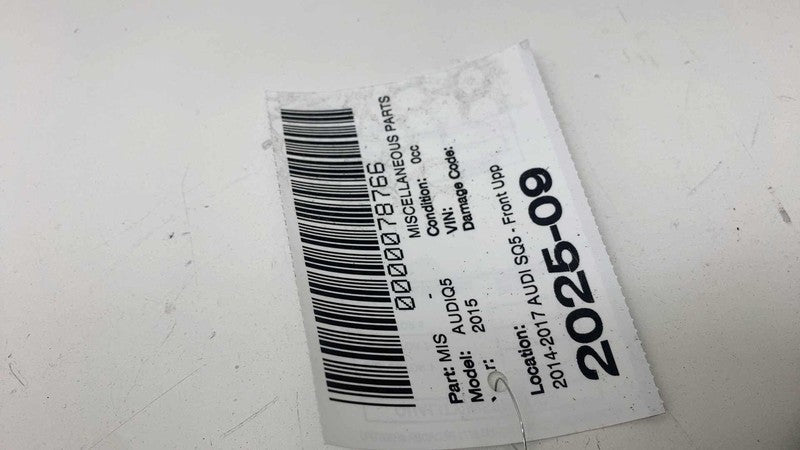 0000078766
MISCELLANEOUS PARTS
Part: MIS - Condition: 0cc
Model: AUDIQ5 VIN:
r: 2015 Damage Code:
Location:
2014-2017 AUDI SQ5 - Front Upp
2025-09